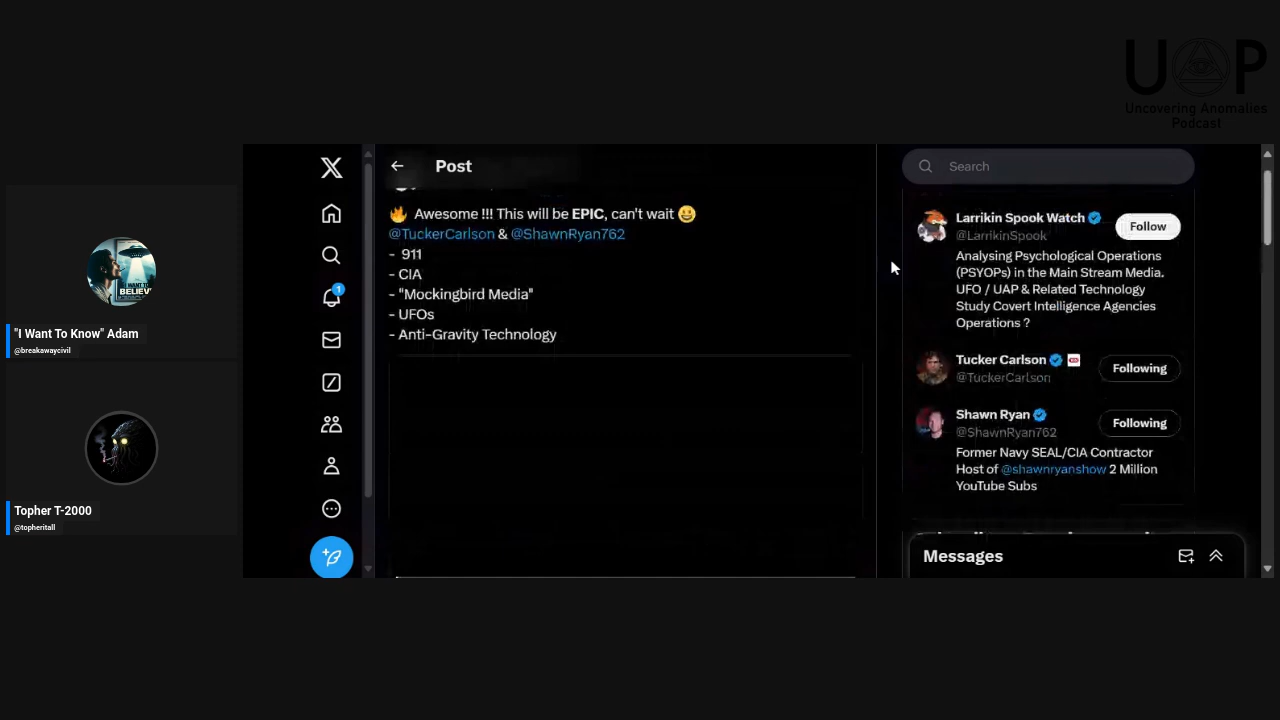 UAP
Uncovering Anomalies
Podcast
"I Want To Know" Adam
@breakawaycivil
Topher T-2000
@topheritall
X
Post
🔥 Awesome !!! This will be EPIC, can't wait 😀
@TuckerCarlson & @ShawnRyan762
- 911
- CIA
- "Mockingbird Media"
- UFOs
- Anti-Gravity Technology
1
Search
Larrikin Spook Watch
@LarrikinSpook
Follow
Analysing Psychological Operations
(PSYOPs) in the Main Stream Media,
UFO / UAP & Related Technology
Study Covert Intelligence Agencies
Operations ?
Tucker Carlson
@TuckerCarlson
Following
Shawn Ryan
@ShawnRyan762
Following
Former Navy SEAL/CIA Contractor
Host of @shawnryanshow 2 Million
YouTube Subs
Messages